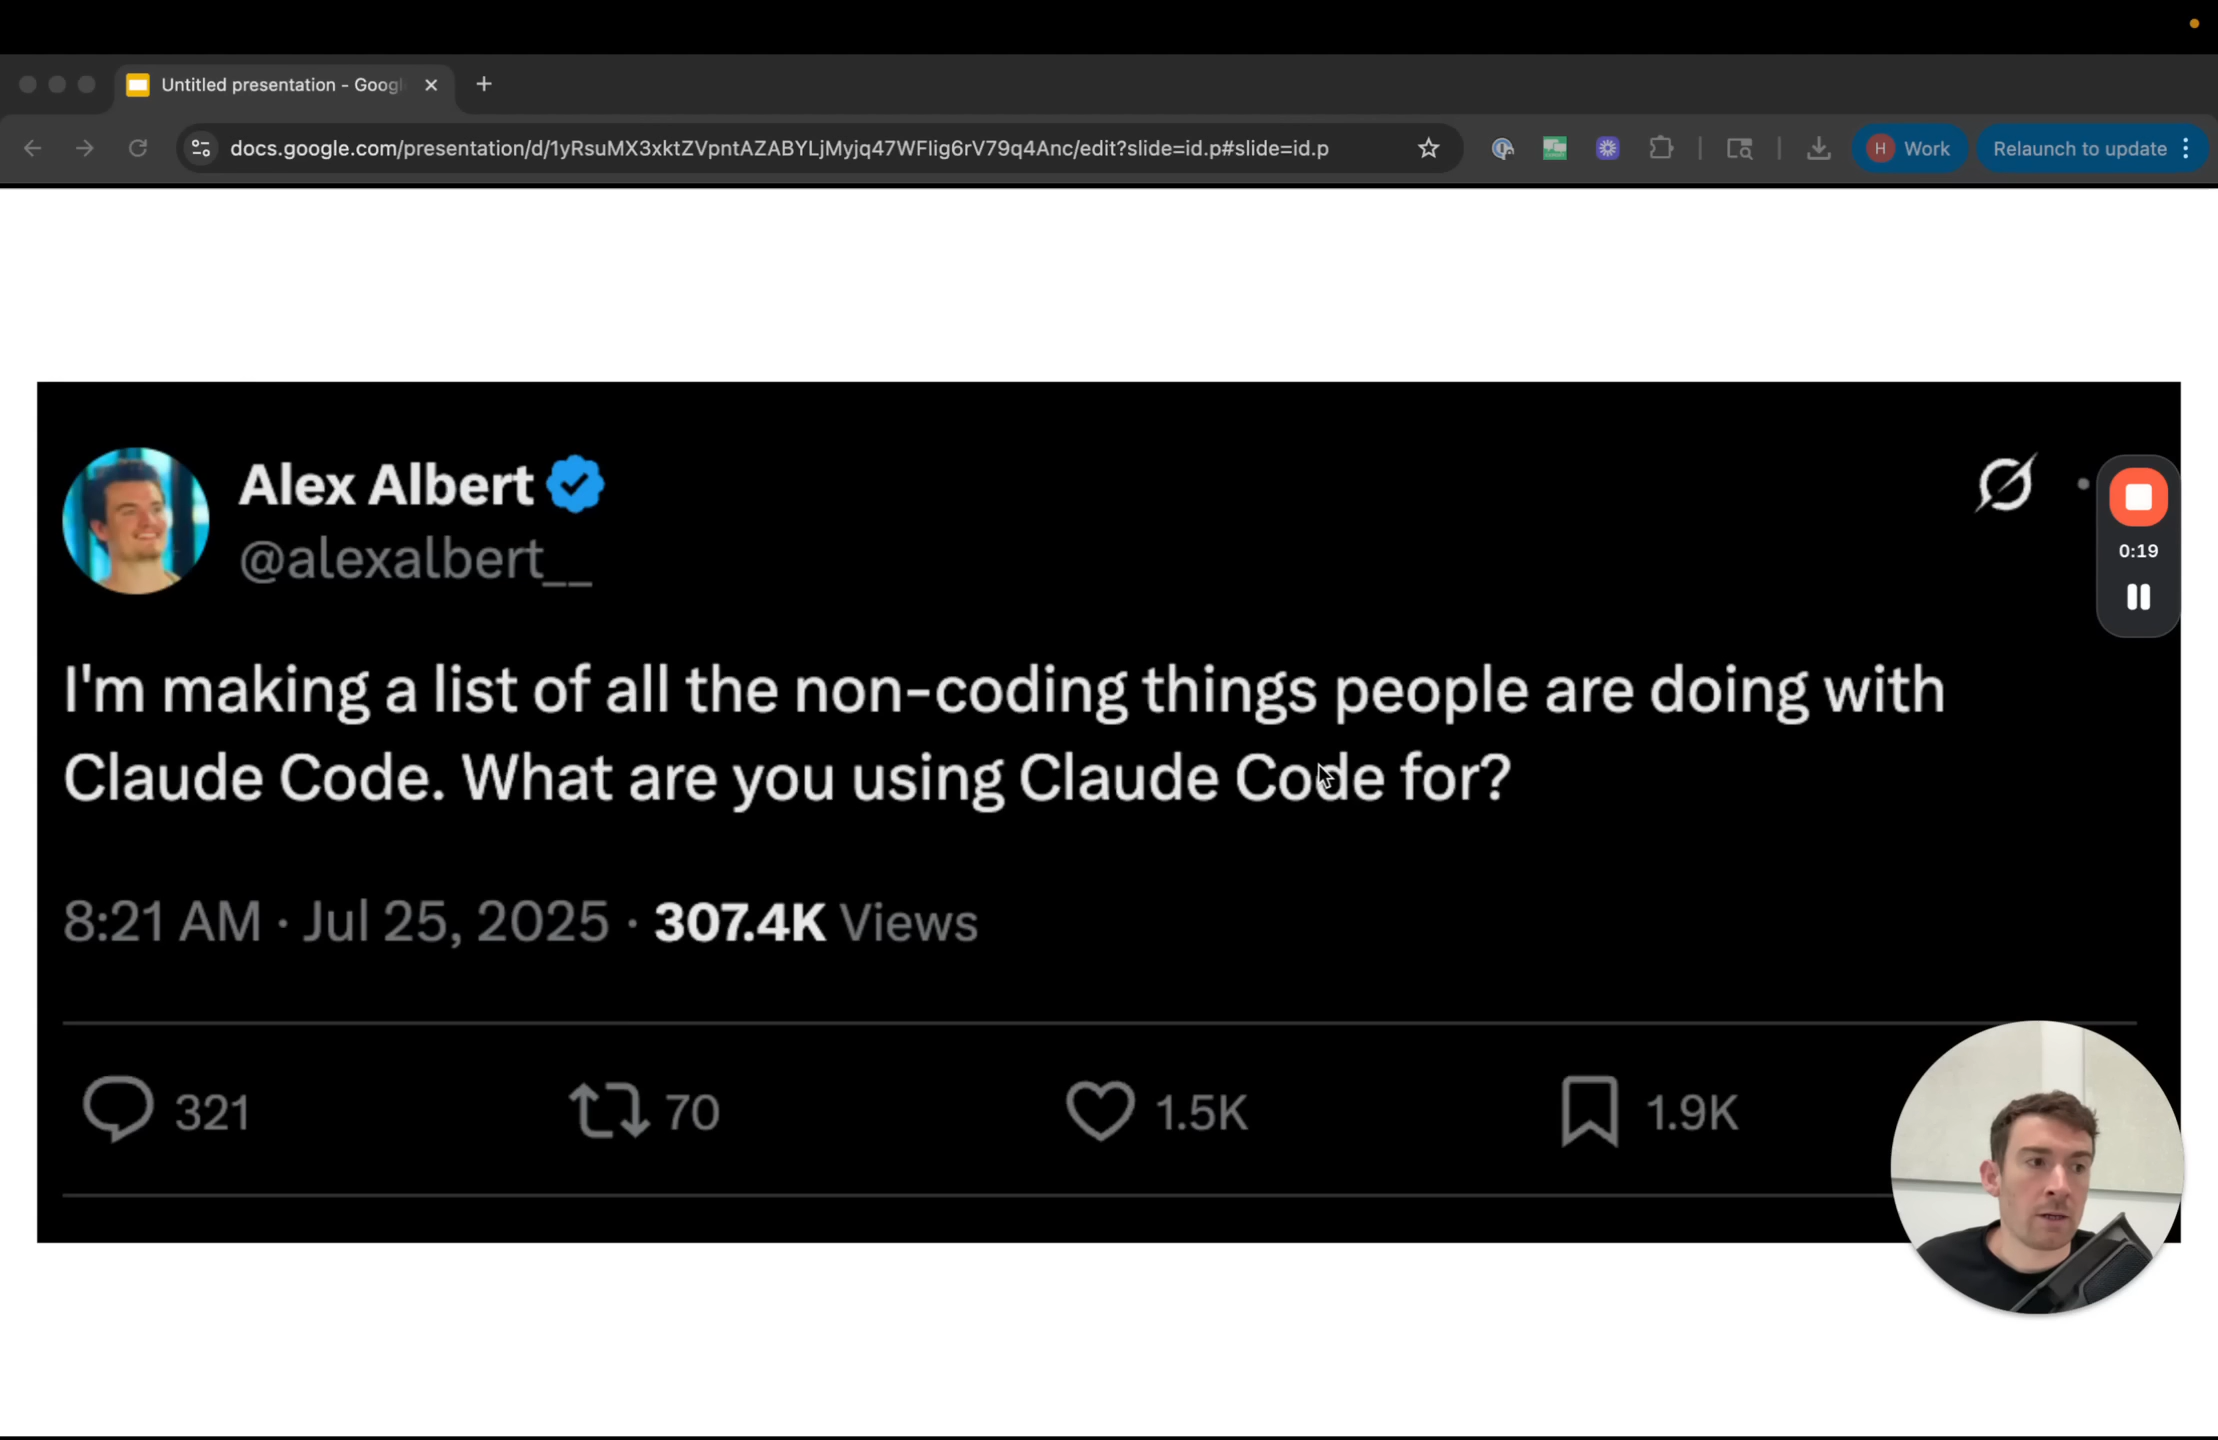 Untitled presentation - Googl
docs.google.com/presentation/d/1yRsuMX3xktZVpntAZABYLjMyjq47WFlig6rV79q4Anc/edit?slide=id.p#slide=id.p
H Work
Relaunch to update
Alex Albert
@alexalbert__
0:19
I'm making a list of all the non-coding things people are doing with
Claude Code. What are you using Claude Code for?
8:21 AM · Jul 25, 2025 · 307.4K Views
321 70 1.5K 1.9K